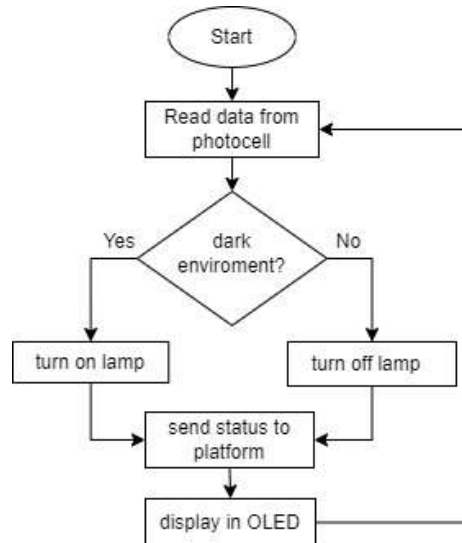 Start
Read data from
photocell
Yes
dark
enviroment?
No
turn on lamp
turn off lamp
send status to
platform
display in OLED